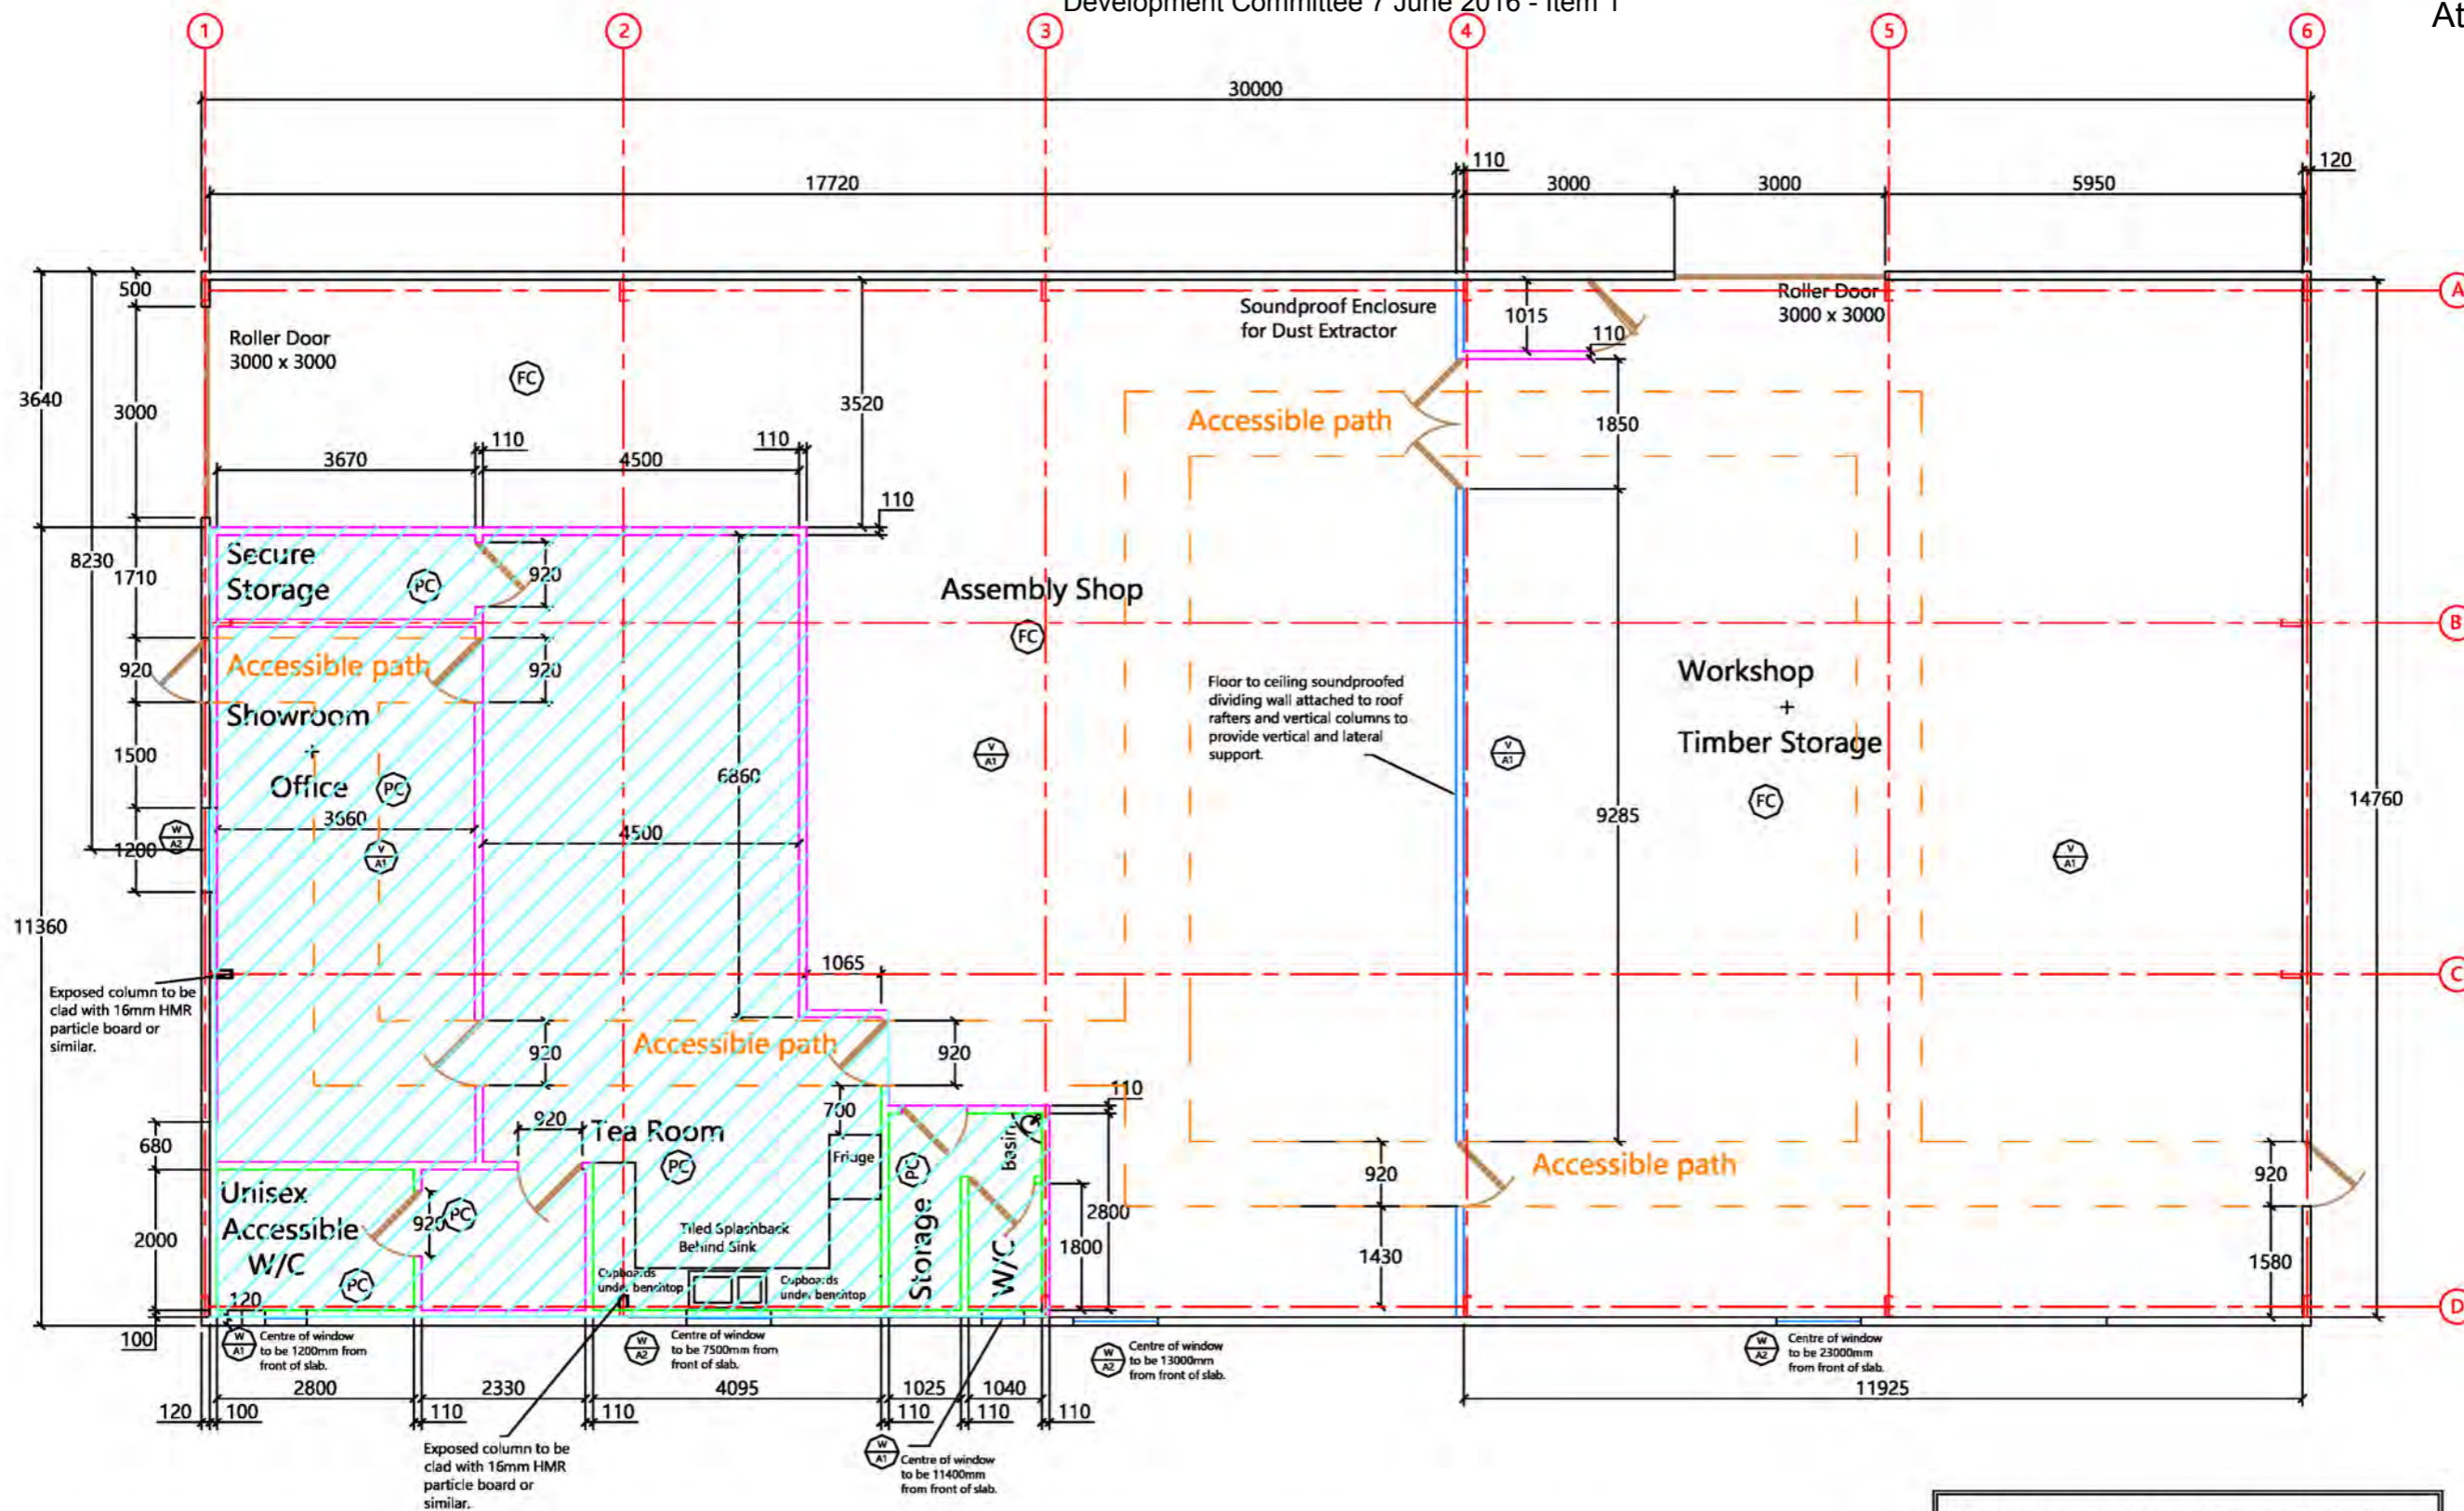 Development Committee 7 June 2016 - Item 1
At
1
2
3
4
5
6
30000
17720
110
3000
3000
5950
120
500
Roller Door
3000 x 3000
FC
3640
3000
3520
Soundproof Enclosure
for Dust Extractor
1015
110
Roller Door
3000 x 3000
A
3670
110
4500
110
110
Accessible path
1850
Secure
Storage
PC
920
8230
1710
Assembly Shop
FC
B
920
Accessible path
920
Showroom
+
Office
PC
1500
6860
Floor to ceiling soundproofed
dividing wall attached to roof
rafters and vertical columns to
provide vertical and lateral
support.
V
A1
V
A1
Workshop
+
Timber Storage
FC
14760
3660
4500
9285
W
A2
1200
V
A1
V
A1
11360
1065
C
Exposed column to be
clad with 16mm HMR
particle board or
similar.
920
Accessible path
920
110
700
920
Tea Room
PC
Fridge
Basin
PC
680
920
Accessible path
920
Unisex
Accessible
W/C
PC
920
PC
2000
Tiled Splashback
Behind Sink
Storage
W/C
2800
1800
1430
1580
Cupboards
under benchtop
Cupboards
under benchtop
120
D
100
W
A1
Centre of window
to be 1200mm from
front of slab.
W
A2
Centre of window
to be 7500mm from
front of slab.
W
A2
Centre of window
to be 13000mm
from front of slab.
W
A2
Centre of window
to be 23000mm
from front of slab.
2800
2330
4095
1025
1040
11925
120
100
110
110
110
110
110
Exposed column to be
clad with 16mm HMR
particle board or
similar.
W
A1
Centre of window
to be 11400mm
from front of slab.